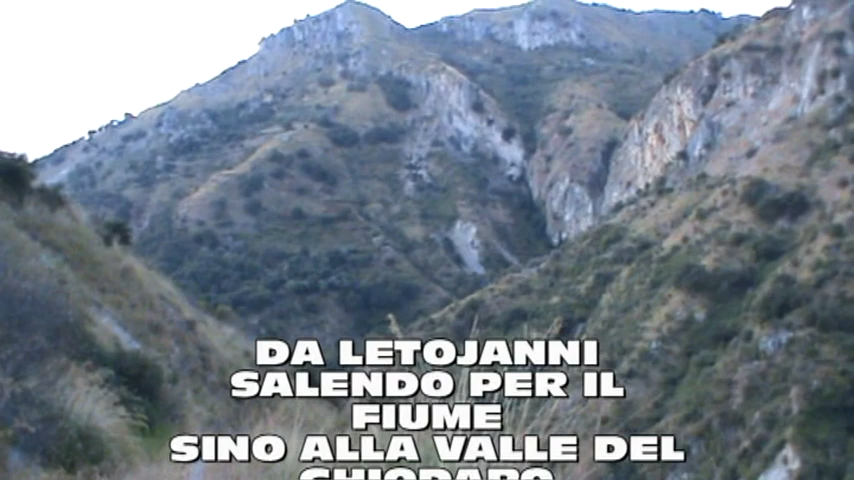 DA LETOJANNI
SALENDO PER IL
FIUME
SINO ALLA VALLE DEL